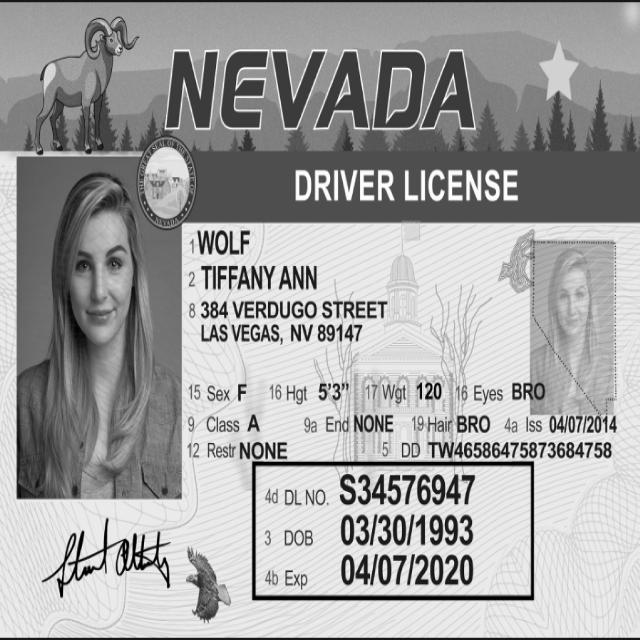 NEVADA
DRIVER LICENSE
1 WOLF
2 TIFFANY ANN
8 384 VERDUGO STREET
LAS VEGAS, NV 89147
15 Sex F 16 Hgt 5'3" 17 Wgt 120 16 Eyes BRO
9 Class A 9a End NONE 19 Hair BRO 4a Iss 04/07/2014
12 Restr NONE 5 DD TW46586475873684758
4d DL NO. S34576947
3 DOB 03/30/1993
4b Exp 04/07/2020